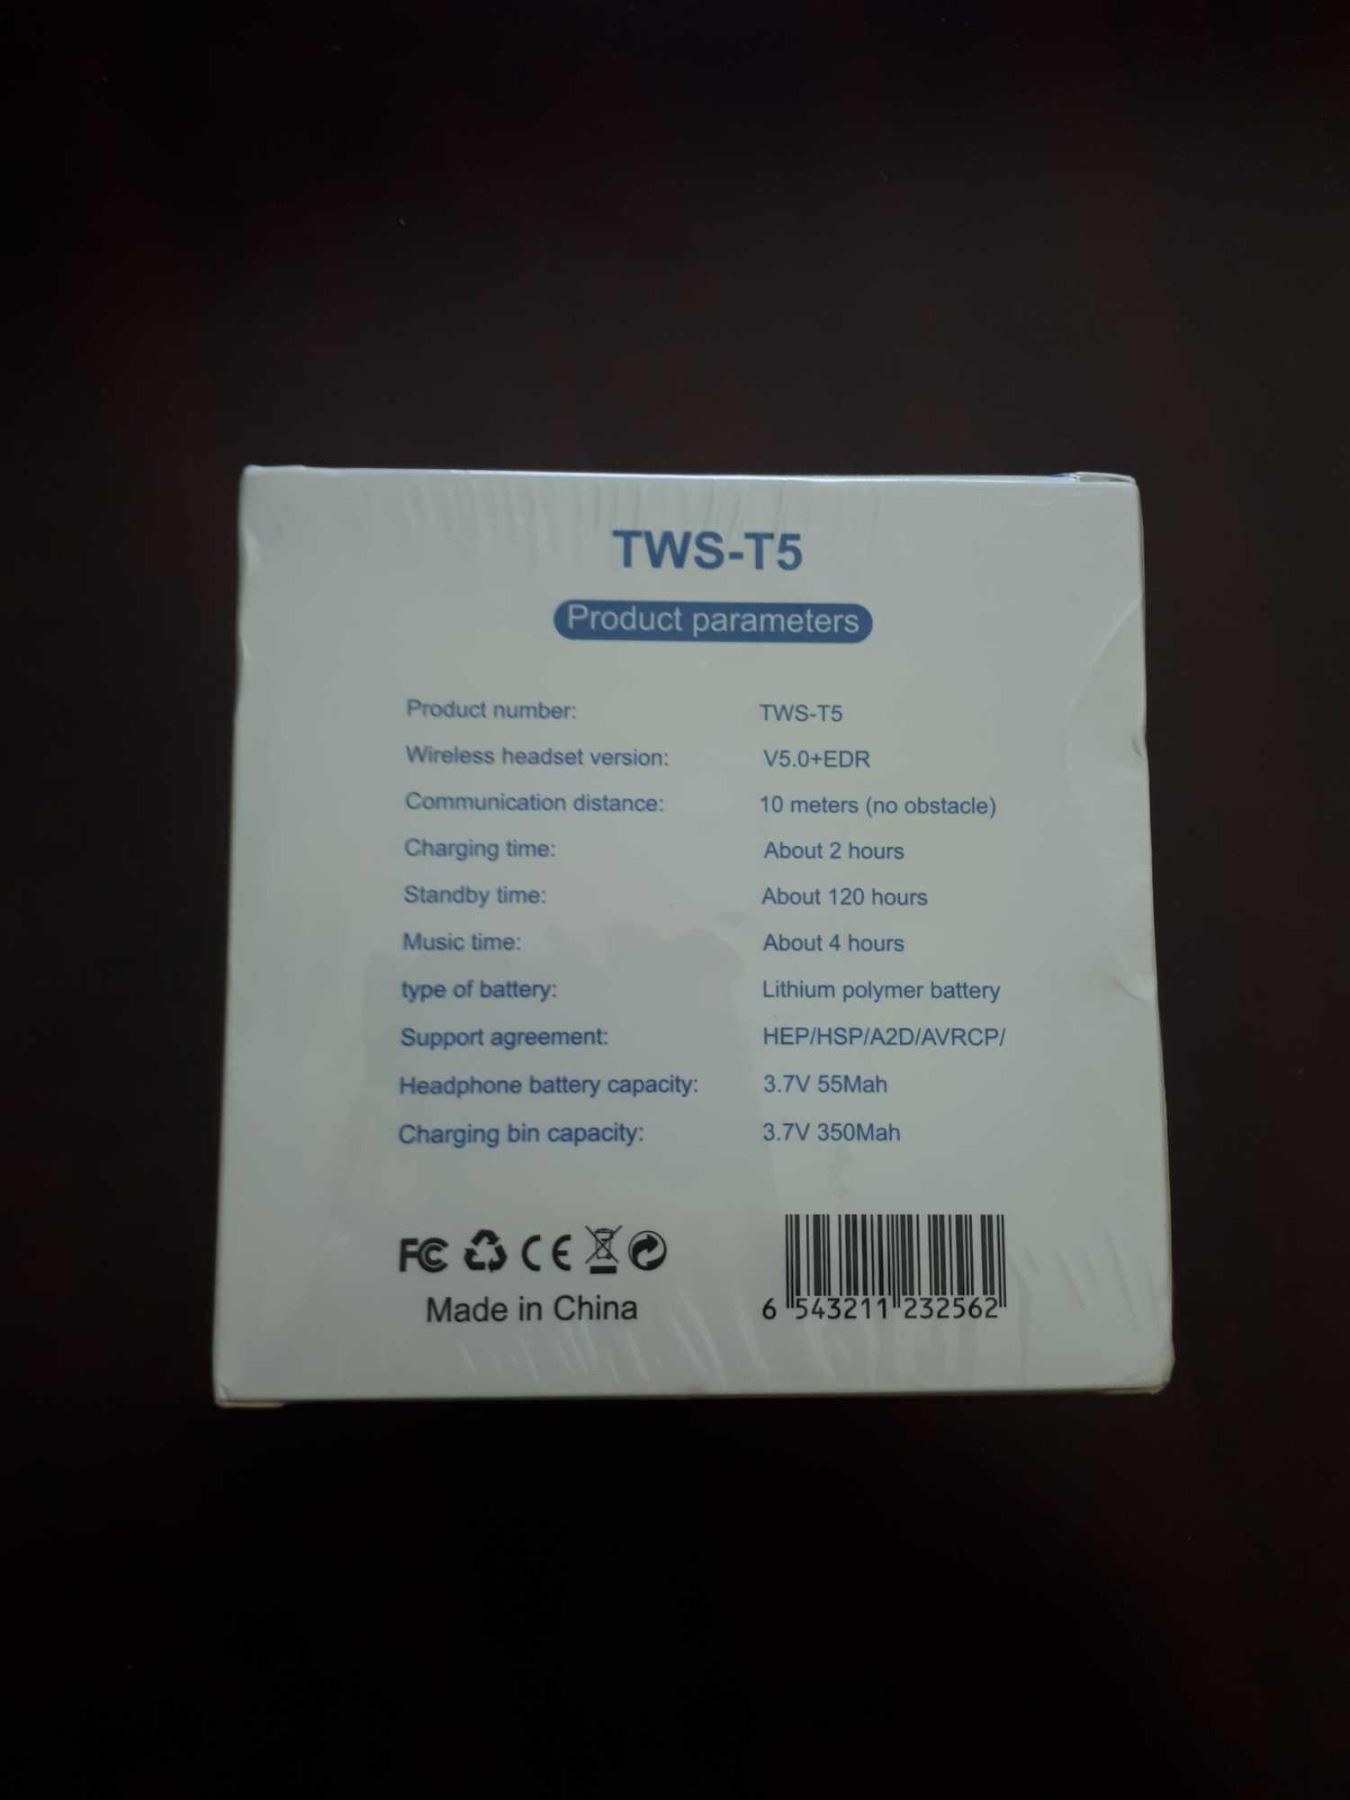 TWS-T5
Product parameters
Product number: TWS-T5
Wireless headset version: V5.0+EDR
Communication distance: 10 meters (no obstacle)
Charging time: About 2 hours
Standby time: About 120 hours
Music time: About 4 hours
type of battery: Lithium polymer battery
Support agreement: HEP/HSP/A2D/AVRCP/
Headphone battery capacity: 3.7V 55Mah
Charging bin capacity: 3.7V 350Mah
FC CE
Made in China
6 543211 232562